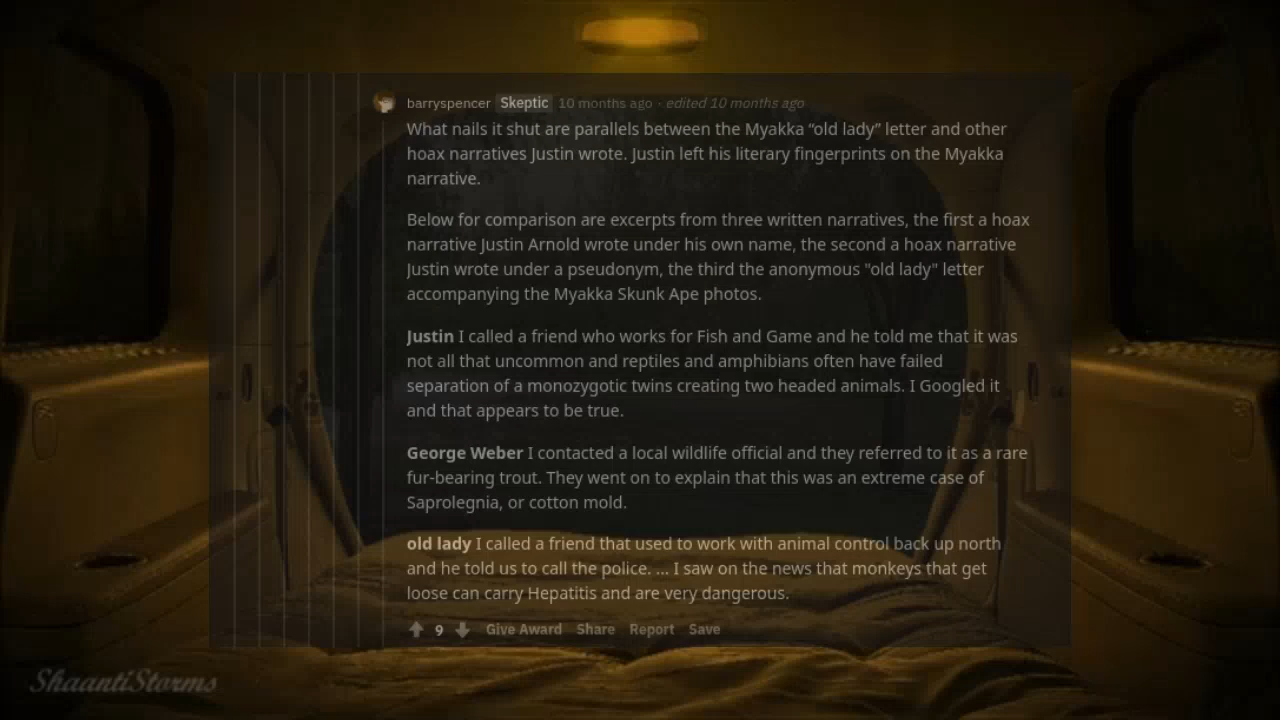 barryspencer Skeptic 10 months ago · edited 10 months ago
What nails it shut are parallels between the Myakka “old lady” letter and other
hoax narratives Justin wrote. Justin left his literary fingerprints on the Myakka
narrative.
Below for comparison are excerpts from three written narratives, the first a hoax
narrative Justin Arnold wrote under his own name, the second a hoax narrative
Justin wrote under a pseudonym, the third the anonymous "old lady" letter
accompanying the Myakka Skunk Ape photos.
Justin I called a friend who works for Fish and Game and he told me that it was
not all that uncommon and reptiles and amphibians often have failed
separation of a monozygotic twins creating two headed animals. I Googled it
and that appears to be true.
George Weber I contacted a local wildlife official and they referred to it as a rare
fur-bearing trout. They went on to explain that this was an extreme case of
Saprolegnia, or cotton mold.
old lady I called a friend that used to work with animal control back up north
and he told us to call the police. ... I saw on the news that monkeys that get
loose can carry Hepatitis and are very dangerous.
9 Give Award Share Report Save
ShaantiStorms